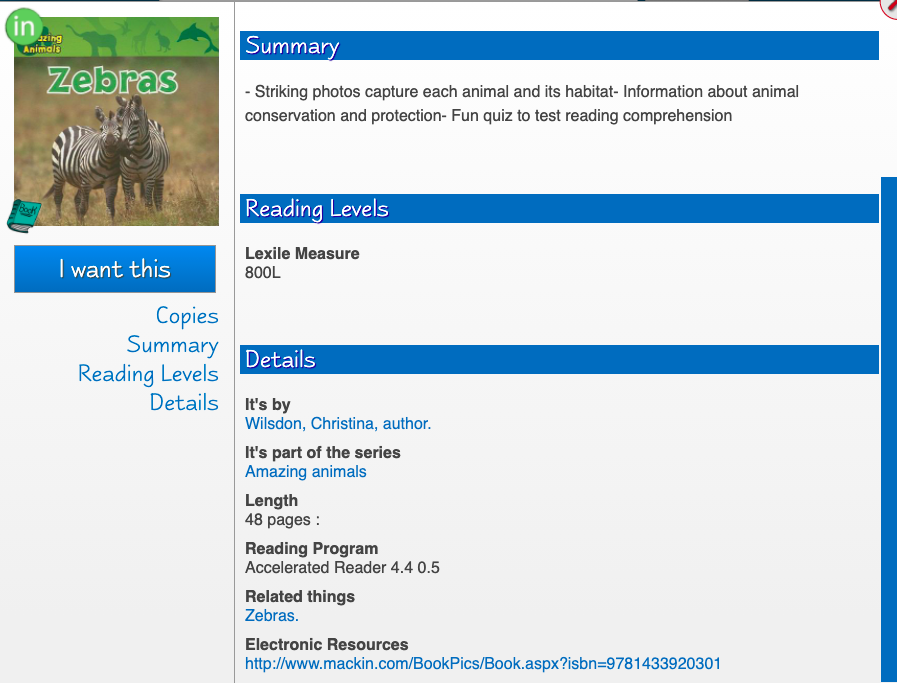 in
Amazing
Animals
Zebras
Book
I want this
Copies
Summary
Reading Levels
Details
Summary
- Striking photos capture each animal and its habitat- Information about animal
conservation and protection- Fun quiz to test reading comprehension
Reading Levels
Lexile Measure
800L
Details
It's by
Wilsdon, Christina, author.
It's part of the series
Amazing animals
Length
48 pages :
Reading Program
Accelerated Reader 4.4 0.5
Related things
Zebras.
Electronic Resources
http://www.mackin.com/BookPics/Book.aspx?isbn=9781433920301